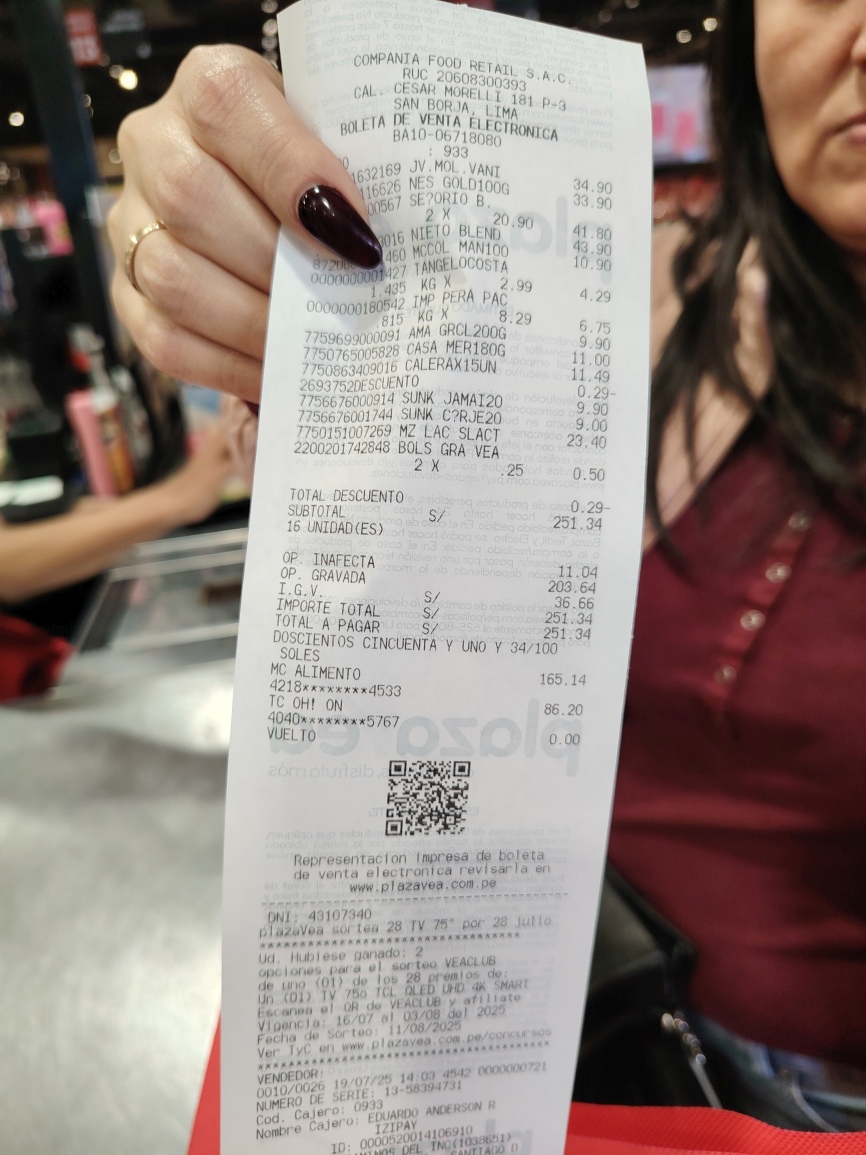 COMPANIA FOOD RETAIL S.A.C.
RUC 20608300393
CAL. CESAR MORELLI 181 P-3
SAN BORJA, LIMA
BOLETA DE VENTA ELECTRONICA
BA10-06718080
: 933
1632169 JV.MOL.VANI 34.90
16626 NES GOLD100G 33.90
00567 SE?ORIO B.
2 X 20.90 41.80
016 NIETO BLEND 43.90
460 MCCOL MAN100 10.90
0000000001427 TANGELOCOSTA
1.435 KG X 2.99 4.29
0000000180542 IMP PERA PAC
.815 KG X 8.29 6.75
7759699000091 AMA GRCL200G 9.90
7750765005828 CASA MER180G 11.00
7750863409016 CALERAX15UN 11.49
2693752DESCUENTO 0.29-
7756676000914 SUNK JAMAI20 9.90
7756676001744 SUNK C?RJE20 9.00
7750151007269 MZ LAC SLACT 23.40
2200201742848 BOLS GRA VEA
2 X .25 0.50
TOTAL DESCUENTO 0.29-
SUBTOTAL S/ 251.34
16 UNIDAD(ES)
OP. INAFECTA 11.04
OP. GRAVADA 203.64
I.G.V. S/ 36.66
IMPORTE TOTAL S/ 251.34
TOTAL A PAGAR S/ 251.34
DOSCIENTOS CINCUENTA Y UNO Y 34/100
SOLES
MC ALIMENTO 165.14
4218********4533
TC OH! ON 86.20
4040********5767
VUELTO 0.00
Representacion impresa de boleta
de venta electronica revisarla en
www.plazavea.com.pe
DNI: 43107340
plazaVea sortea 28 TV 75" por 28 julio
Ud. Hubiese ganado: 2
opciones para el sorteo VEACLUB
de uno (01) de los 28 premios de:
Un (01) TV 75õ TCL QLED UHD 4K SMART
Escanea el QR de VEACLUB y afiliate
Vigencia: 16/07 al 03/08 del 2025
Fecha de Sorteo: 11/08/2025
Ver TyC en www.plazavea.com.pe/concursos
VENDEDOR:
0010/0026 19/07/25 14:03 4542 0000000721
NUMERO DE SERIE: 13-58394731
Cod. Cajero: 0933
Nombre Cajero: EDUARDO ANDERSON R
IZIPAY
ID: 0000520014106910